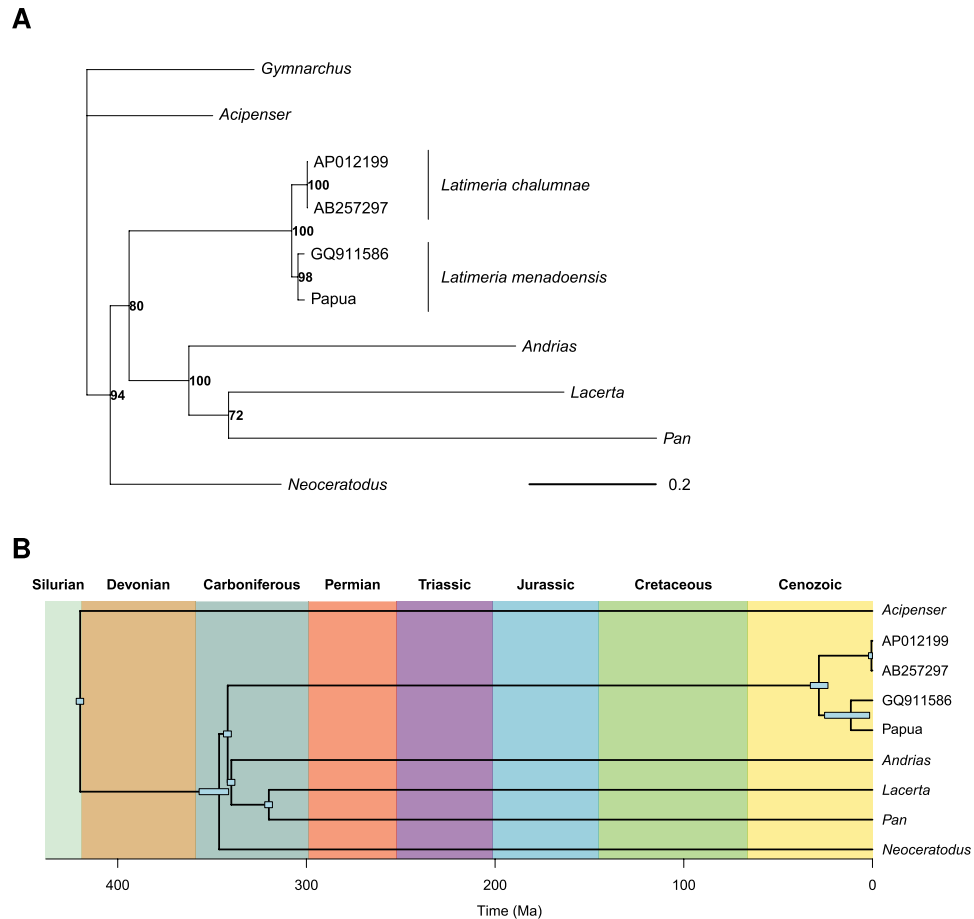 A
Gymnarchus
Acipenser
AP012199
100
Latimeria chalumnae
AB257297
100
GQ911586
98
Latimeria menadoensis
Papua
80
Andrias
100
Lacerta
94
72
Pan
Neoceratodus
0.2
B
Silurian Devonian Carboniferous Permian Triassic Jurassic Cretaceous Cenozoic
Acipenser
AP012199
AB257297
GQ911586
Papua
Andrias
Lacerta
Pan
Neoceratodus
400 300 200 100 0
Time (Ma)